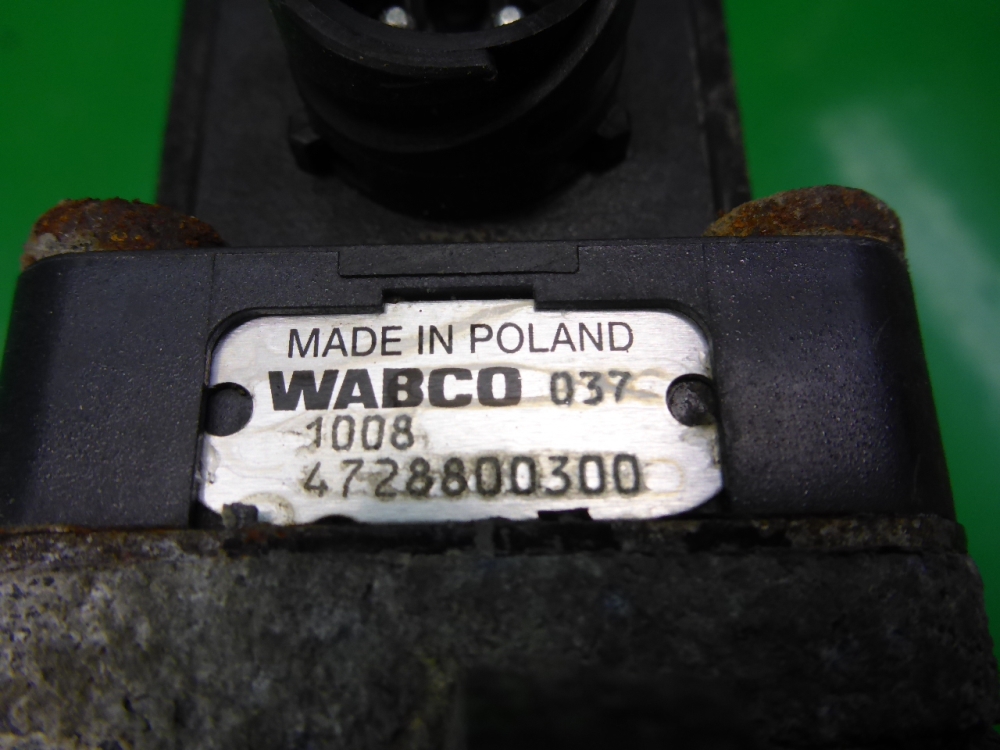 MADE IN POLAND
WABCO 037
1008
4728800300